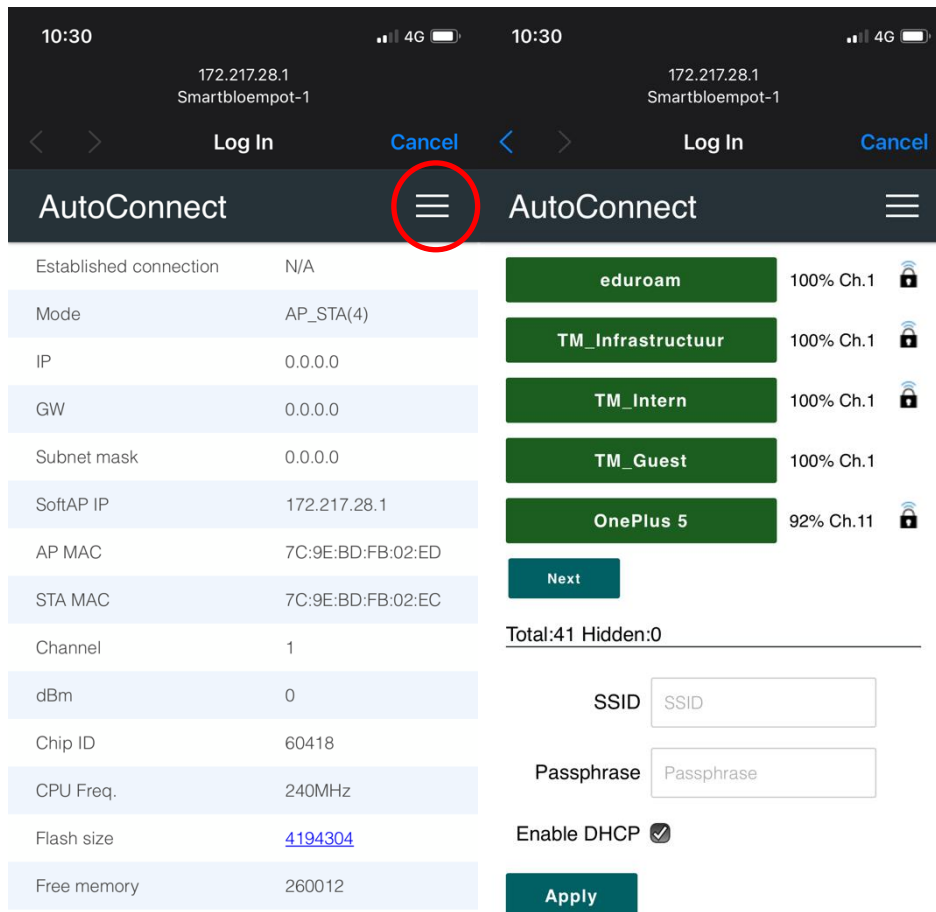 10:30
4G
172.217.28.1
Smartbloempot-1
Log In
Cancel
AutoConnect
Established connection N/A
Mode AP_STA(4)
IP 0.0.0.0
GW 0.0.0.0
Subnet mask 0.0.0.0
SoftAP IP 172.217.28.1
AP MAC 7C:9E:BD:FB:02:ED
STA MAC 7C:9E:BD:FB:02:EC
Channel 1
dBm 0
Chip ID 60418
CPU Freq. 240MHz
Flash size 4194304
Free memory 260012
10:30
4G
172.217.28.1
Smartbloempot-1
Log In
Cancel
AutoConnect
eduroam 100% Ch.1
TM_Infrastructuur 100% Ch.1
TM_Intern 100% Ch.1
TM_Guest 100% Ch.1
OnePlus 5 92% Ch.11
Next
Total:41 Hidden:0
SSID SSID
Passphrase Passphrase
Enable DHCP
Apply